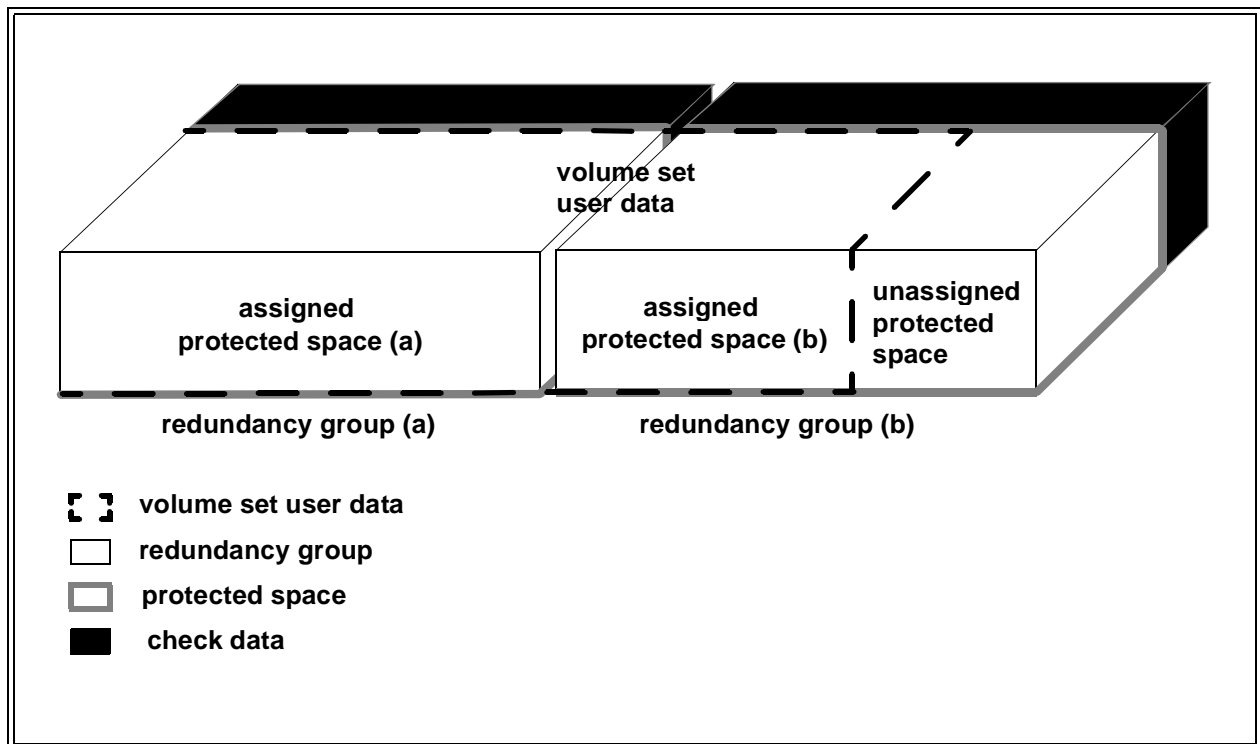 volume set
user data
assigned
protected space (a)
assigned
protected space (b)
unassigned
protected
space
redundancy group (a)
redundancy group (b)
volume set user data
redundancy group
protected space
check data